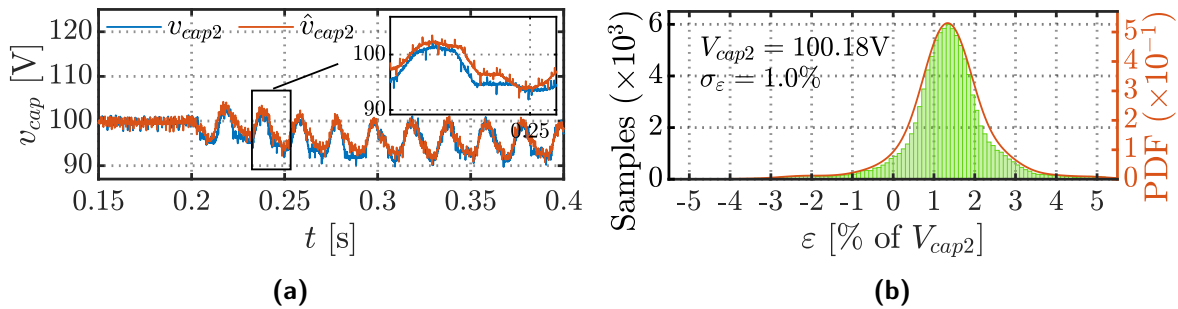 v_cap2 v̂_cap2
125
110
100
90
v_cap [V]
0.15 0.2 0.25 0.3 0.35 0.4
t [s]
100
90
0.25
(a)
V_cap2 = 100.18V
σ_ε = 1.0%
6
4
2
0
Samples (×10³)
5
4
3
2
1
0
PDF (×10⁻¹)
-5 -4 -3 -2 -1 0 1 2 3 4 5
ε [% of V_cap2]
(b)